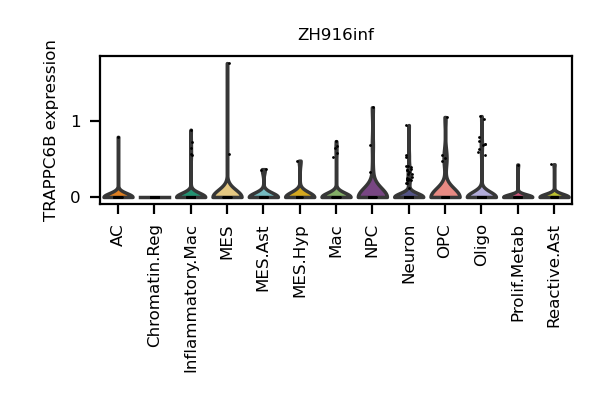 ZH916inf
TRAPPC6B expression
1
0
AC
Chromatin.Reg
Inflammatory.Mac
MES
MES.Ast
MES.Hyp
Mac
NPC
Neuron
OPC
Oligo
Prolif.Metab
Reactive.Ast